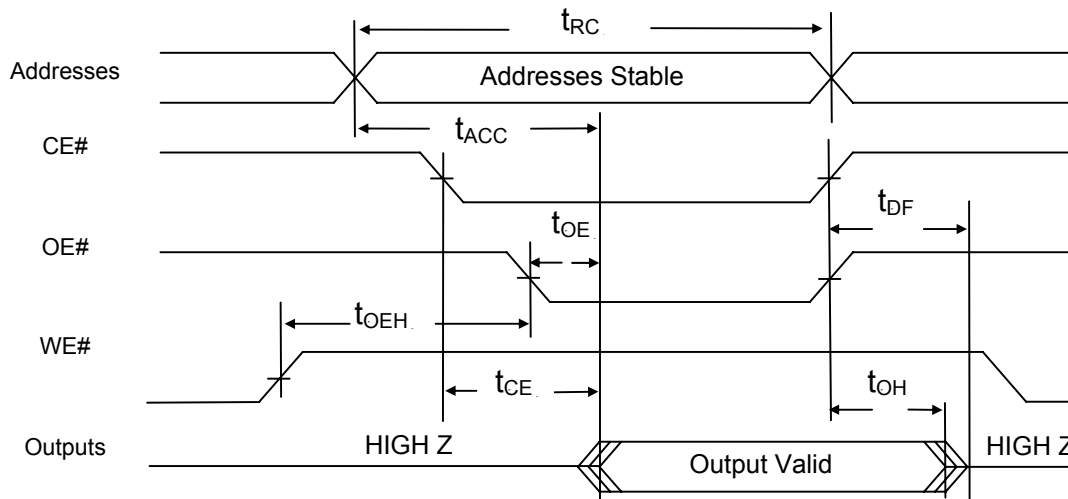 tRC
Addresses
Addresses Stable
tACC
CE#
tDF
tOE
OE#
tOEH
WE#
tCE
tOH
Outputs
HIGH Z
Output Valid
HIGH Z